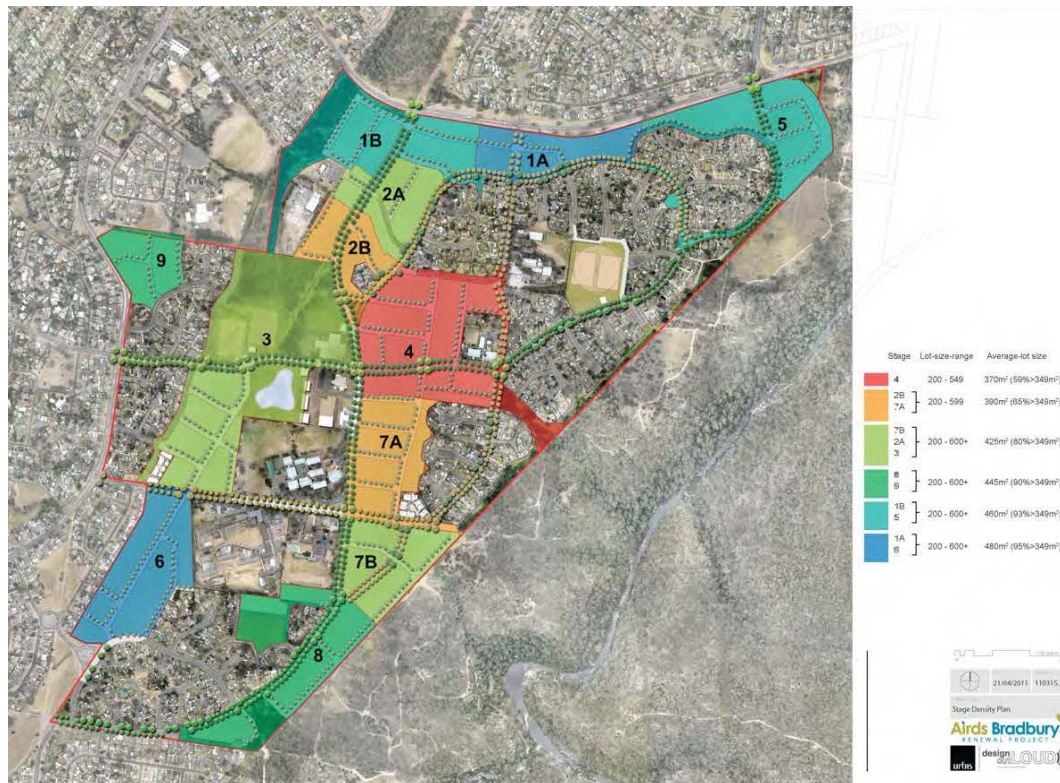 1B
5
1A
2A
2B
9
3
4
7A
6
7B
8
Stage Lot-size-range Average-lot size
4 200 - 549 370m² (59%>349m²)
2B
7A 200 - 599 390m² (65%>349m²)
7B
2A 200 - 600+ 425m² (80%>349m²)
3
8
9 200 - 600+ 445m² (90%>349m²)
1B
5 200 - 600+ 460m² (93%>349m²)
1A
6 200 - 600+ 480m² (95%>349m²)
21/04/2011 110315.
Stage Density Plan
Airds Bradbury
RENEWAL PROJECT
urbis design LOUD